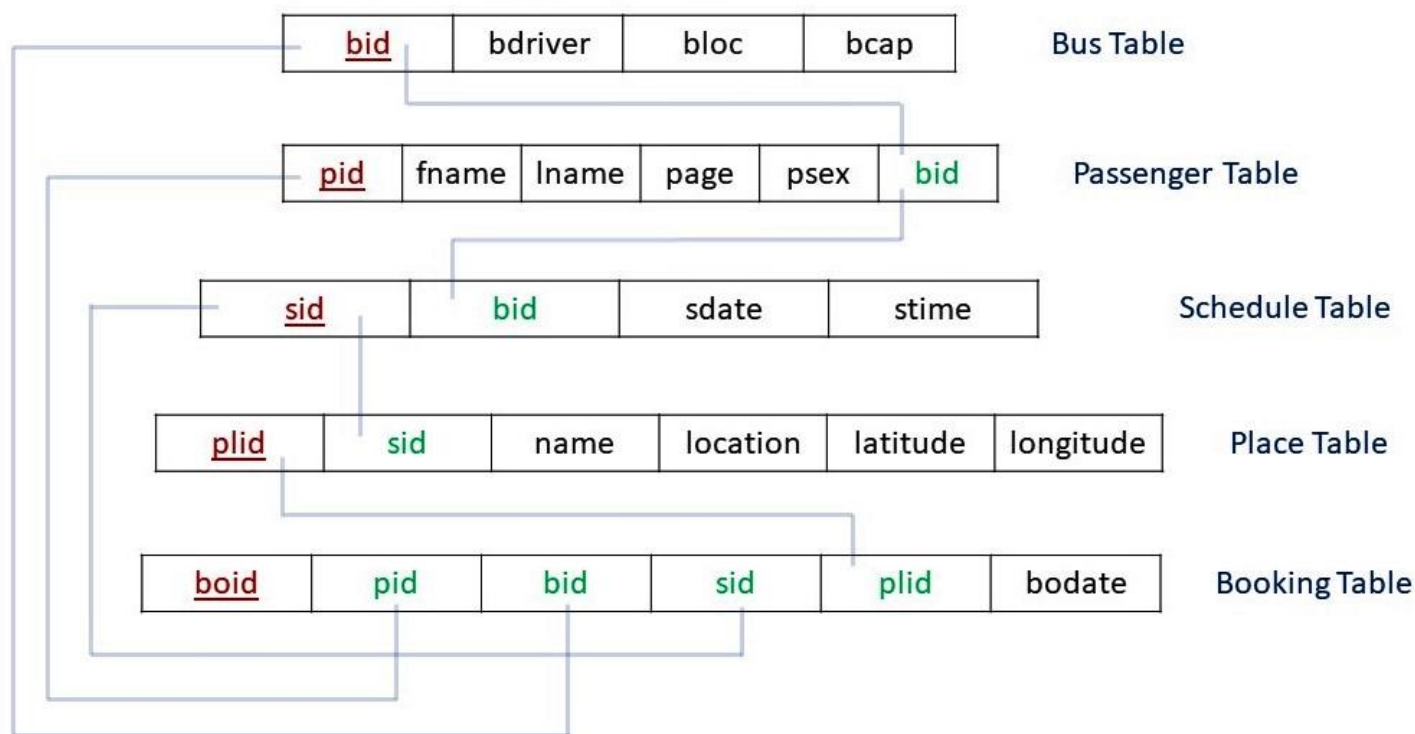 bid bdriver bloc bcap Bus Table
pid fname lname page psex bid Passenger Table
sid bid sdate stime Schedule Table
plid sid name location latitude longitude Place Table
boid pid bid sid plid bodate Booking Table